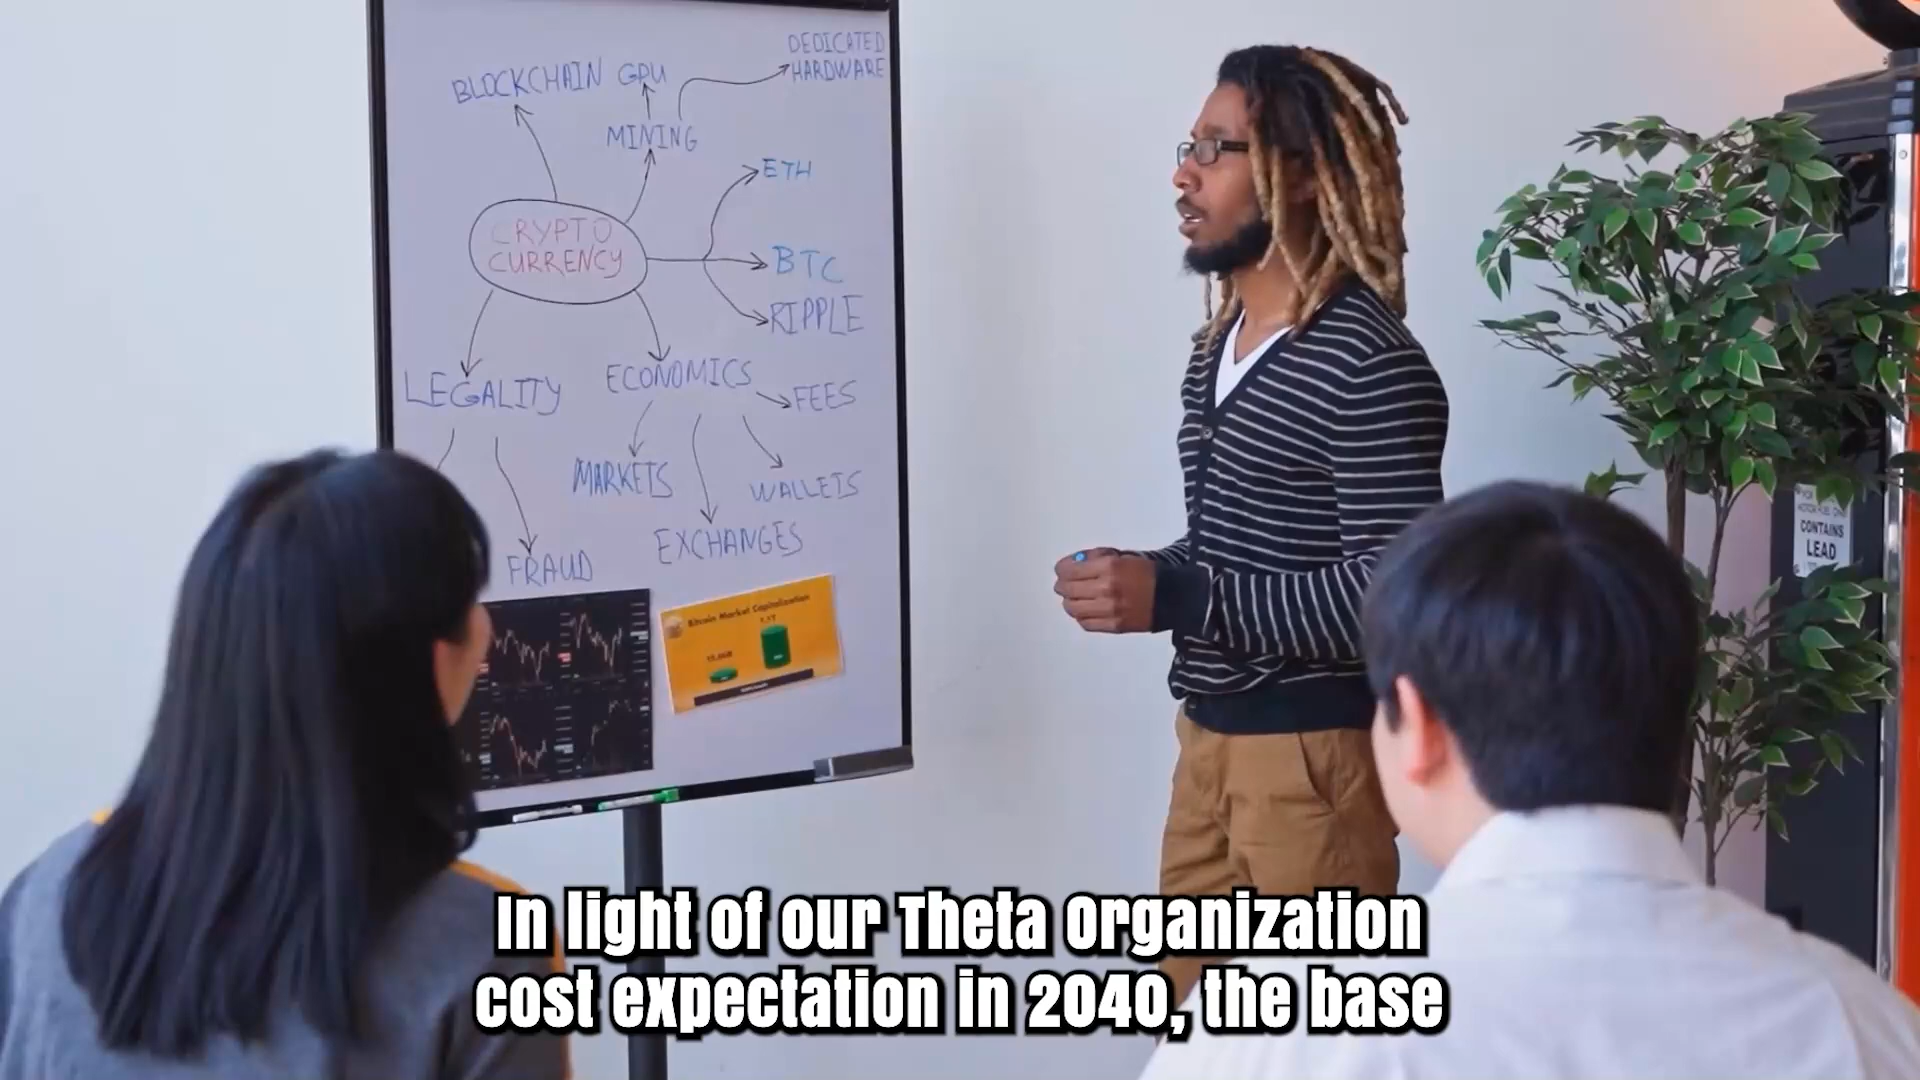 DEDICATED
HARDWARE
BLOCKCHAIN GPU
MINING
ETH
CRYPTO
CURRENCY
BTC
RIPPLE
LEGALITY
ECONOMICS
FEES
MARKETS
WALLETS
EXCHANGES
FRAUD
Bitcoin Market Capitalization
CONTAINS
LEAD
In light of our Theta Organization
cost expectation in 2040, the base